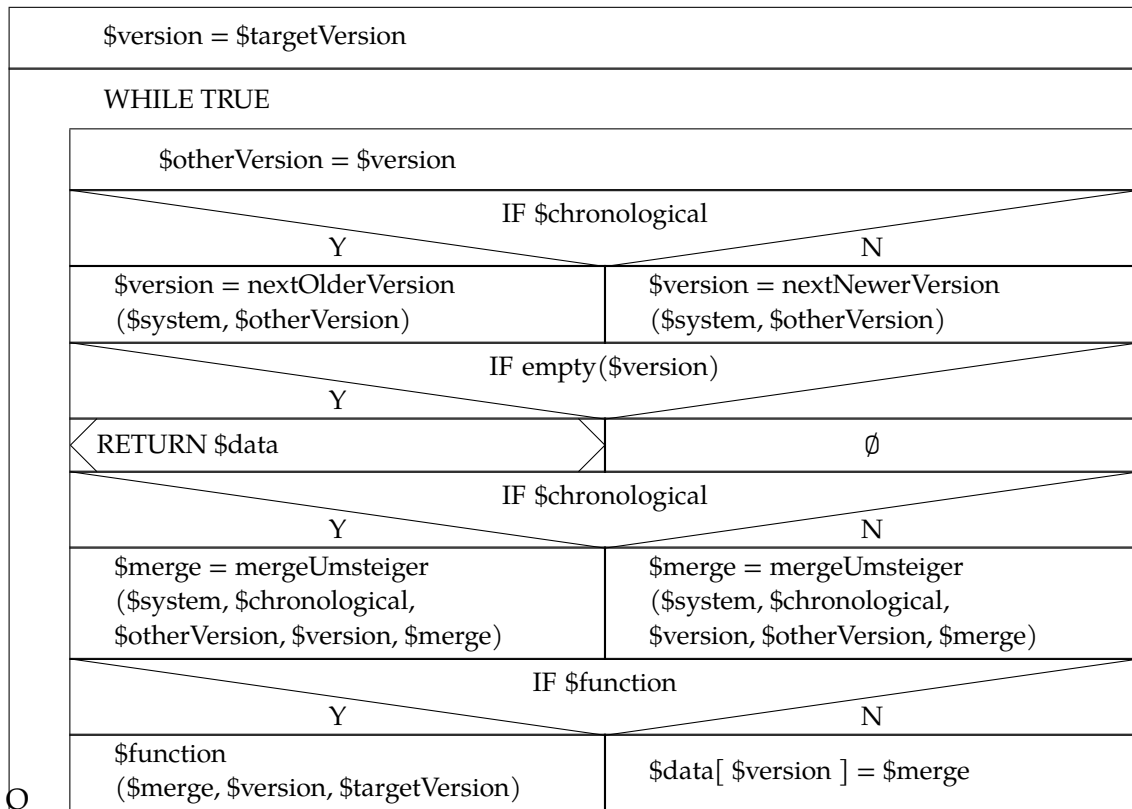 $version = $targetVersion
WHILE TRUE
$otherVersion = $version
IF $chronological
Y N
$version = nextOlderVersion
($system, $otherVersion)
$version = nextNewerVersion
($system, $otherVersion)
IF empty($version)
Y
RETURN $data
∅
IF $chronological
Y N
$merge = mergeUmsteiger
($system, $chronological,
$otherVersion, $version, $merge)
$merge = mergeUmsteiger
($system, $chronological,
$version, $otherVersion, $merge)
IF $function
Y N
$function
($merge, $version, $targetVersion)
$data[ $version ] = $merge
O